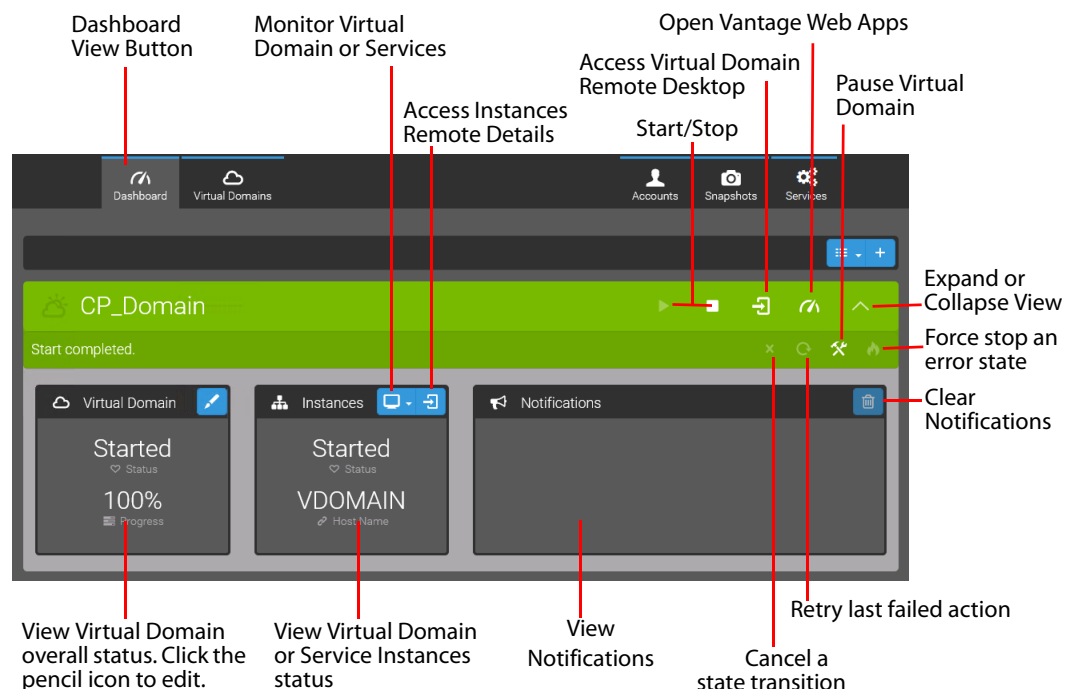 Dashboard
View Button
Monitor Virtual
Domain or Services
Open Vantage Web Apps
Access Virtual Domain
Remote Desktop
Pause Virtual
Domain
Access Instances
Remote Details
Start/Stop
Dashboard
Virtual Domains
Accounts
Snapshots
Services
CP_Domain
Expand or
Collapse View
Start completed.
Force stop an
error state
Virtual Domain
Instances
Notifications
Clear
Notifications
Started
Status
100%
Progress
Started
Status
VDOMAIN
Host Name
Retry last failed action
View Virtual Domain
overall status. Click the
pencil icon to edit.
View Virtual Domain
or Service Instances
status
View
Notifications
Cancel a
state transition